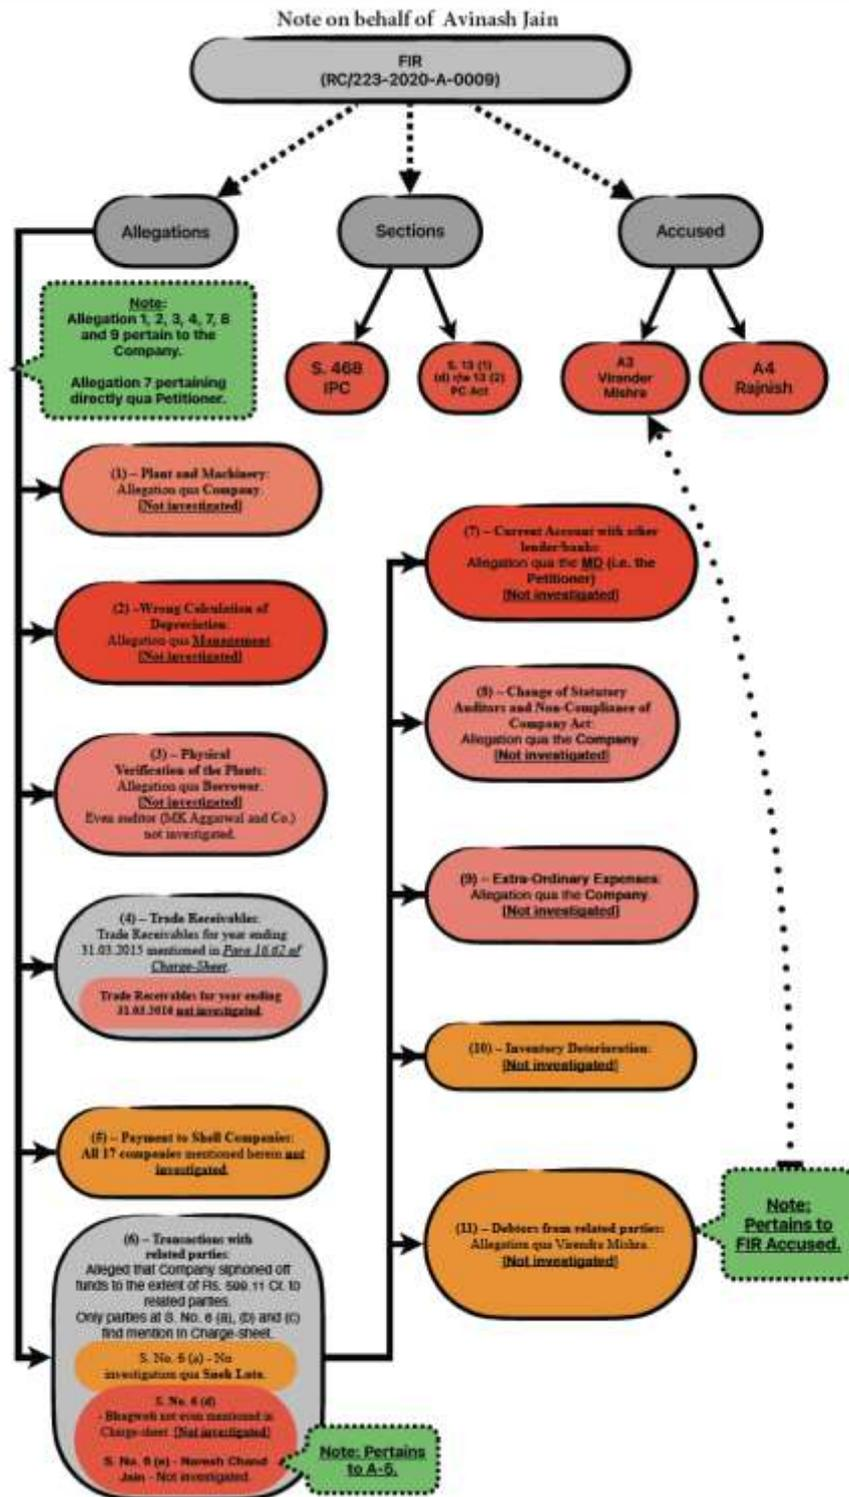 Note on behalf of Avinash Jain
FIR
(RC/223-2020-A-0009)
Allegations
Sections
Accused
Note:
Allegation 1, 2, 3, 4, 7, 8
and 9 pertain to the
Company.
Allegation 7 pertaining
directly qua Petitioner.
S. 468
IPC
S. 13 (1)
(d) r/w 13 (2)
PC Act
A3
Virender
Mishra
A4
Rajnish
(1) – Plant and Machinery:
Allegation qua Company.
[Not investigated]
(2) –Wrong Calculation of
Depreciation:
Allegation qua Management.
[Not investigated]
(3) – Physical
Verification of the Plants:
Allegation qua Borrower.
[Not investigated]
Even auditor (MK Aggarwal and Co.)
not investigated.
(4) – Trade Receivables:
Trade Receivables for year ending
31.03.2015 mentioned in Para 16.62 of
Charge-Sheet.
Trade Receivables for year ending
31.03.2016 not investigated.
(5) – Payment to Shell Companies:
All 17 companies mentioned herein not
investigated.
(6) – Transactions with
related parties:
Alleged that Company siphoned off
funds to the extent of Rs. 599.11 Cr. to
related parties.
Only parties at S. No. 6 (a), (b) and (c)
find mention in Charge-sheet.
S. No. 6 (a) - No
investigation qua
S. No. 6 (d)
- Bhagwati not even mentioned in
Charge-sheet. [Not investigated]
S. No. 6 (e) - Naresh Chand
Jain - Not investigated.
Note: Pertains
to A-5.
(7) – Current Account with other
lender-banks:
Allegation qua the MD (i.e. the
Petitioner)
[Not investigated]
(8) – Change of Statutory
Auditors and Non-Compliance of
Company Act:
Allegation qua the Company
[Not investigated]
(9) – Extra-Ordinary Expenses:
Allegation qua the Company.
[Not investigated]
(10) – Inventory Deterioration:
[Not investigated]
(11) – Debtors from related parties:
Allegation qua Virendra Mishra.
[Not investigated]
Note:
Pertains to
FIR Accused.